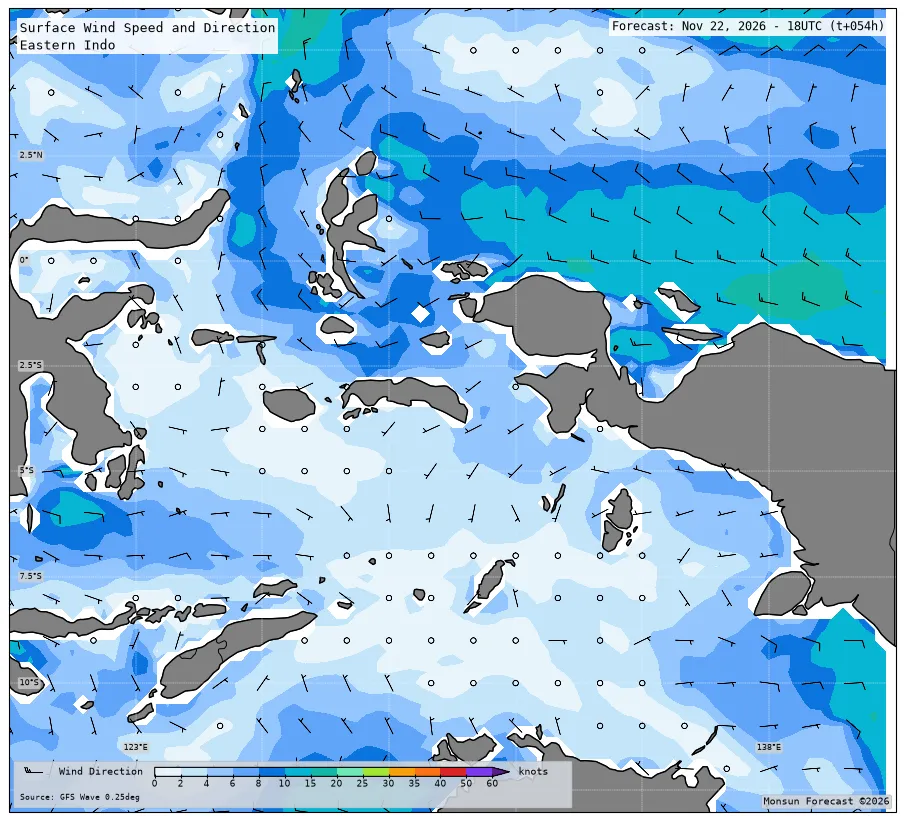 Surface Wind Speed and Direction
Eastern Indo
Forecast: Nov 22, 2026 - 18UTC (t+054h)
2.5°N
0°
2.5°S
5°S
7.5°S
10°S
123°E
138°E
Wind Direction
knots
0 2 4 6 8 10 15 20 25 30 35 40 50 60
Source: GFS Wave 0.25deg
Monsun Forecast ©2026